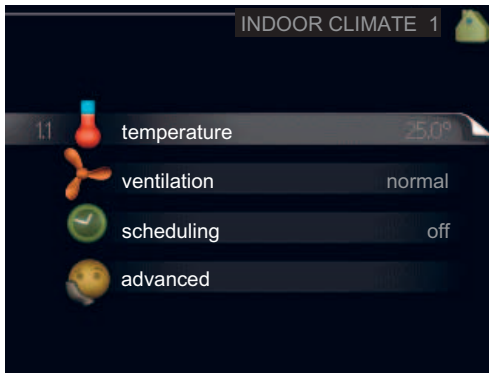 INDOOR CLIMATE 1
1.1 temperature 25.0°
ventilation normal
scheduling off
advanced